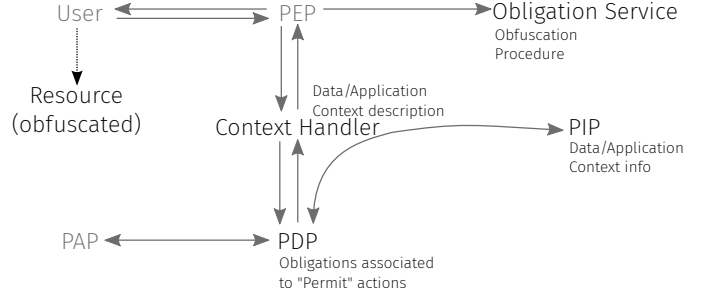 User
PEP
Obligation Service
Obfuscation
Procedure
Resource
(obfuscated)
Data/Application
Context description
Context Handler
PIP
Data/Application
Context info
PAP
PDP
Obligations associated
to "Permit" actions